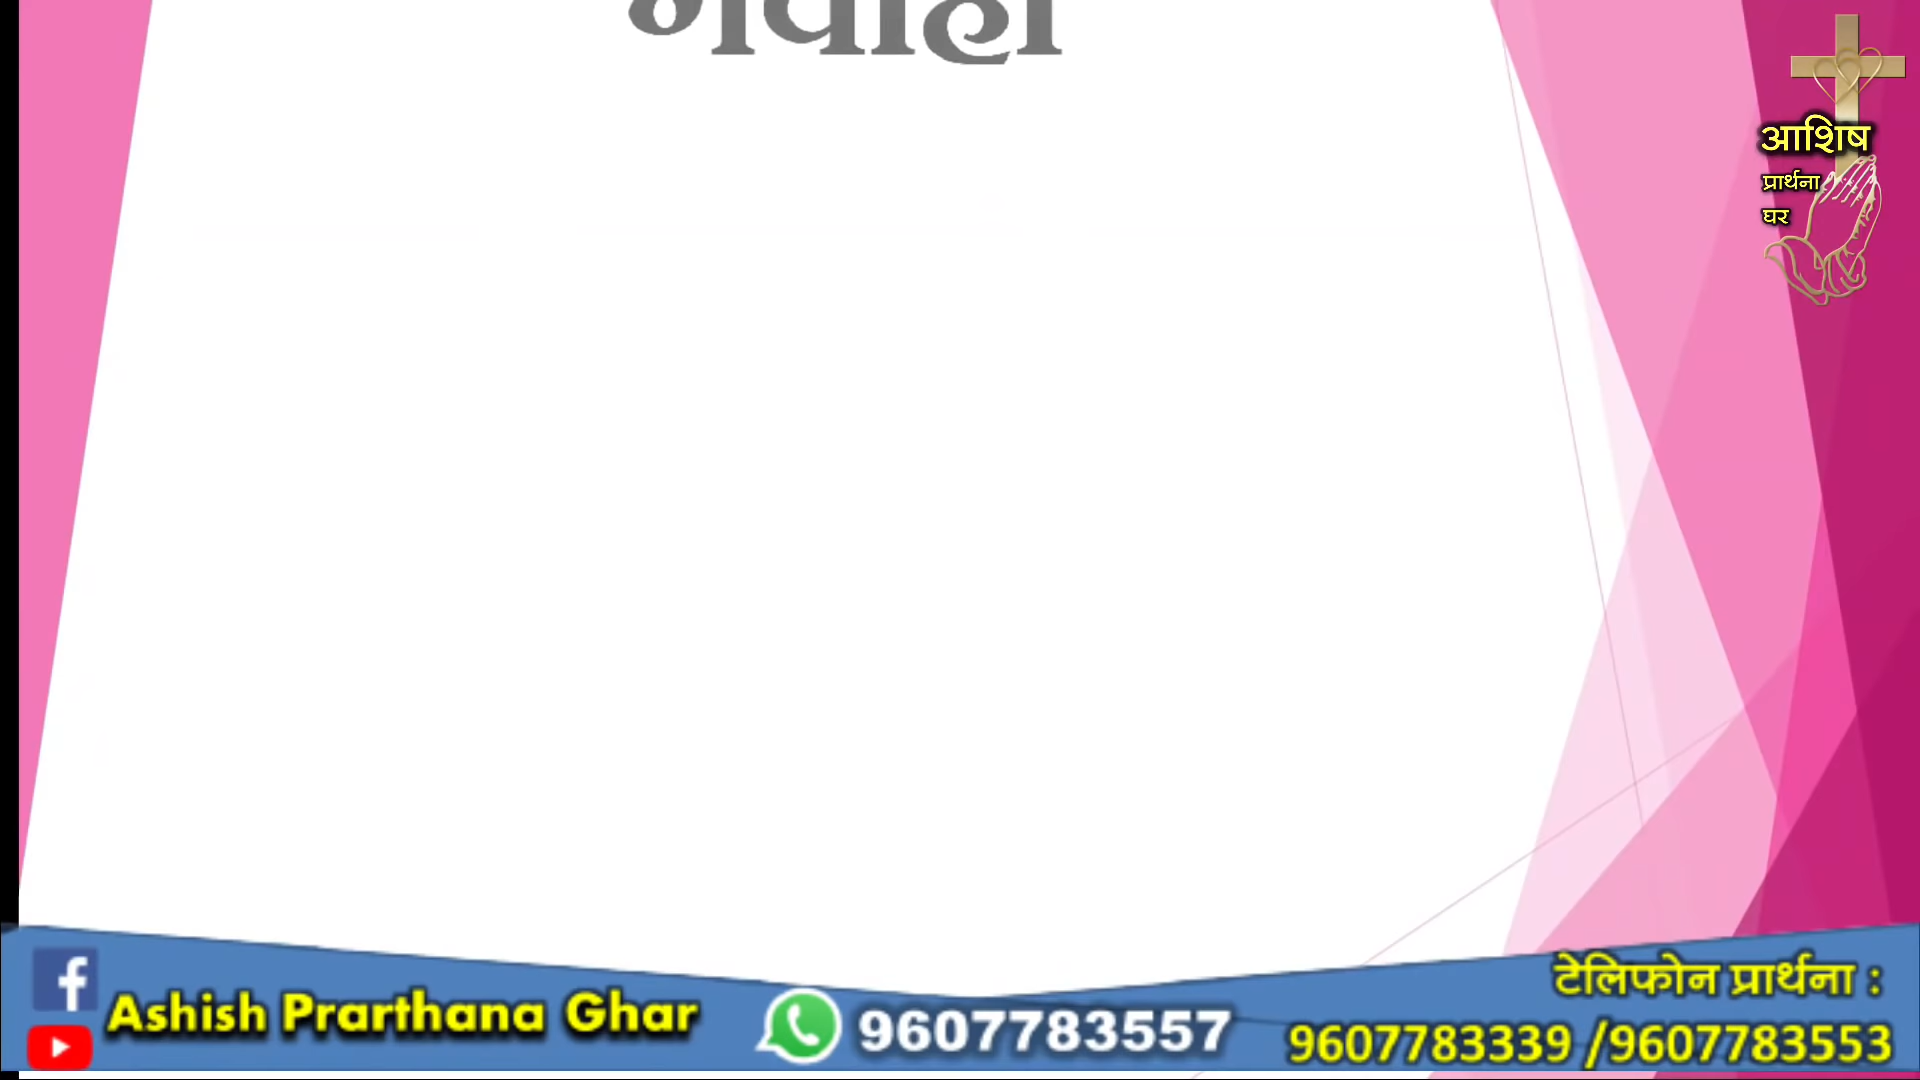 आशिष
प्रार्थना
घर
Ashish Prarthana Ghar
9607783557
टेलिफोन प्रार्थना :
9607783339 /9607783553